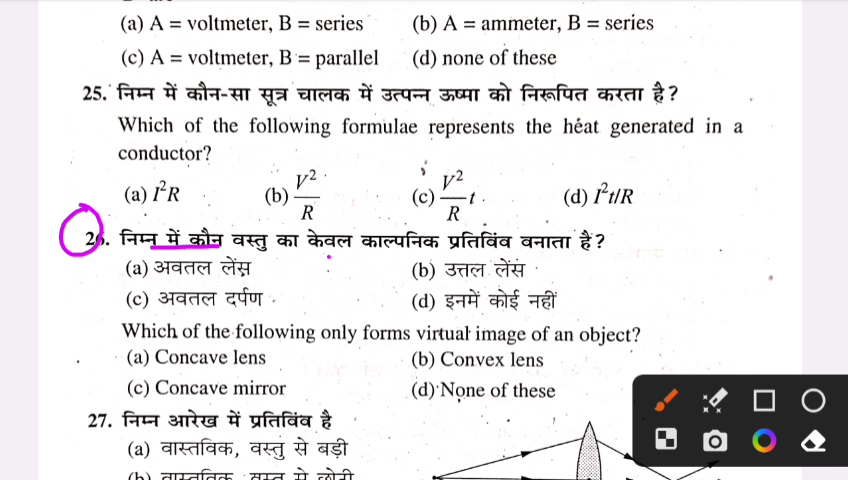 (a) A = voltmeter, B = series (b) A = ammeter, B = series
(c) A = voltmeter, B = parallel (d) none of these
25. निम्न में कौन-सा सूत्र चालक में उत्पन्न ऊष्मा को निरूपित करता है?
Which of the following formulae represents the heat generated in a
conductor?
(a) I²R (b) V²/R (c) V²/R t (d) I²t/R
26. निम्न में कौन वस्तु का केवल काल्पनिक प्रतिविंव वनाता है?
(a) अवतल लेंस (b) उत्तल लेंस
(c) अवतल दर्पण (d) इनमें कोई नहीं
Which of the following only forms virtual image of an object?
(a) Concave lens (b) Convex lens
(c) Concave mirror (d) None of these
27. निम्न आरेख में प्रतिविंव है
(a) वास्तविक, वस्तु से बड़ी